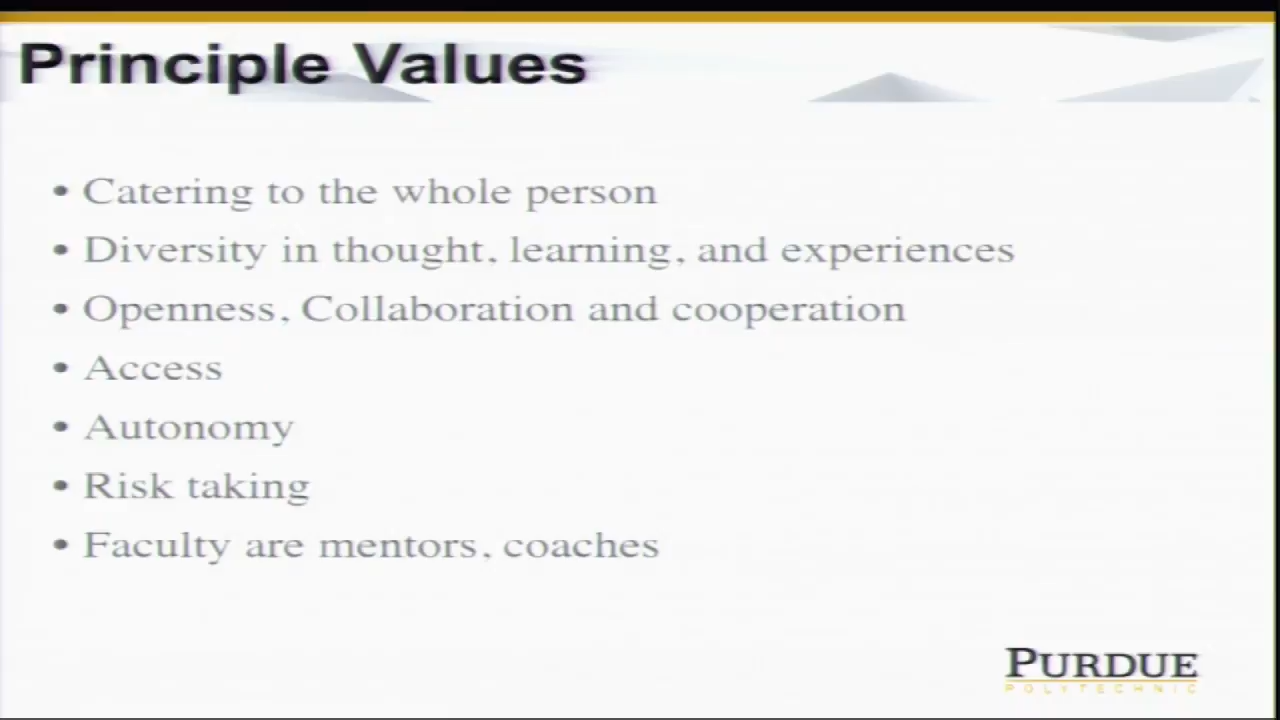 Principle Values
• Catering to the whole person
• Diversity in thought, learning, and experiences
• Openness, Collaboration and cooperation
• Access
• Autonomy
• Risk taking
• Faculty are mentors, coaches
PURDUE
POLYTECHNIC